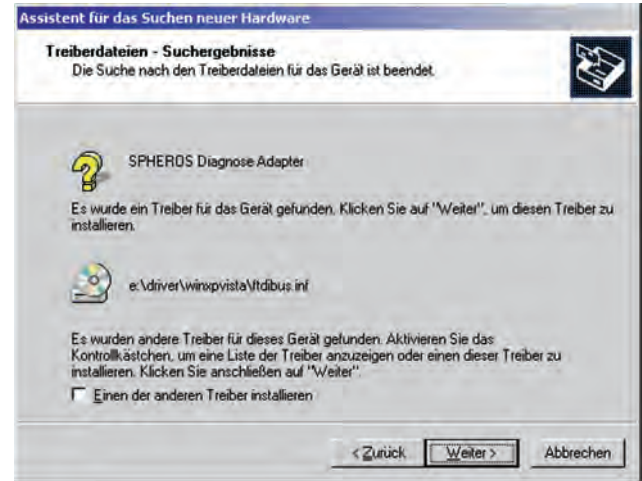 Assistent für das Suchen neuer Hardware
Treiberdateien - Suchergebnisse
Die Suche nach den Treiberdateien für das Gerät ist beendet.
SPHEROS Diagnose Adapter
Es wurde ein Treiber für das Gerät gefunden. Klicken Sie auf "Weiter", um diesen Treiber zu
installieren.
e:\driver\winxpvista\ftdibus.inf
Es wurden andere Treiber für dieses Gerät gefunden. Aktivieren Sie das
Kontrollkästchen, um eine Liste der Treiber anzuzeigen oder einen dieser Treiber zu
installieren. Klicken Sie anschließen auf "Weiter".
Einen der anderen Treiber installieren
< Zurück Weiter > Abbrechen